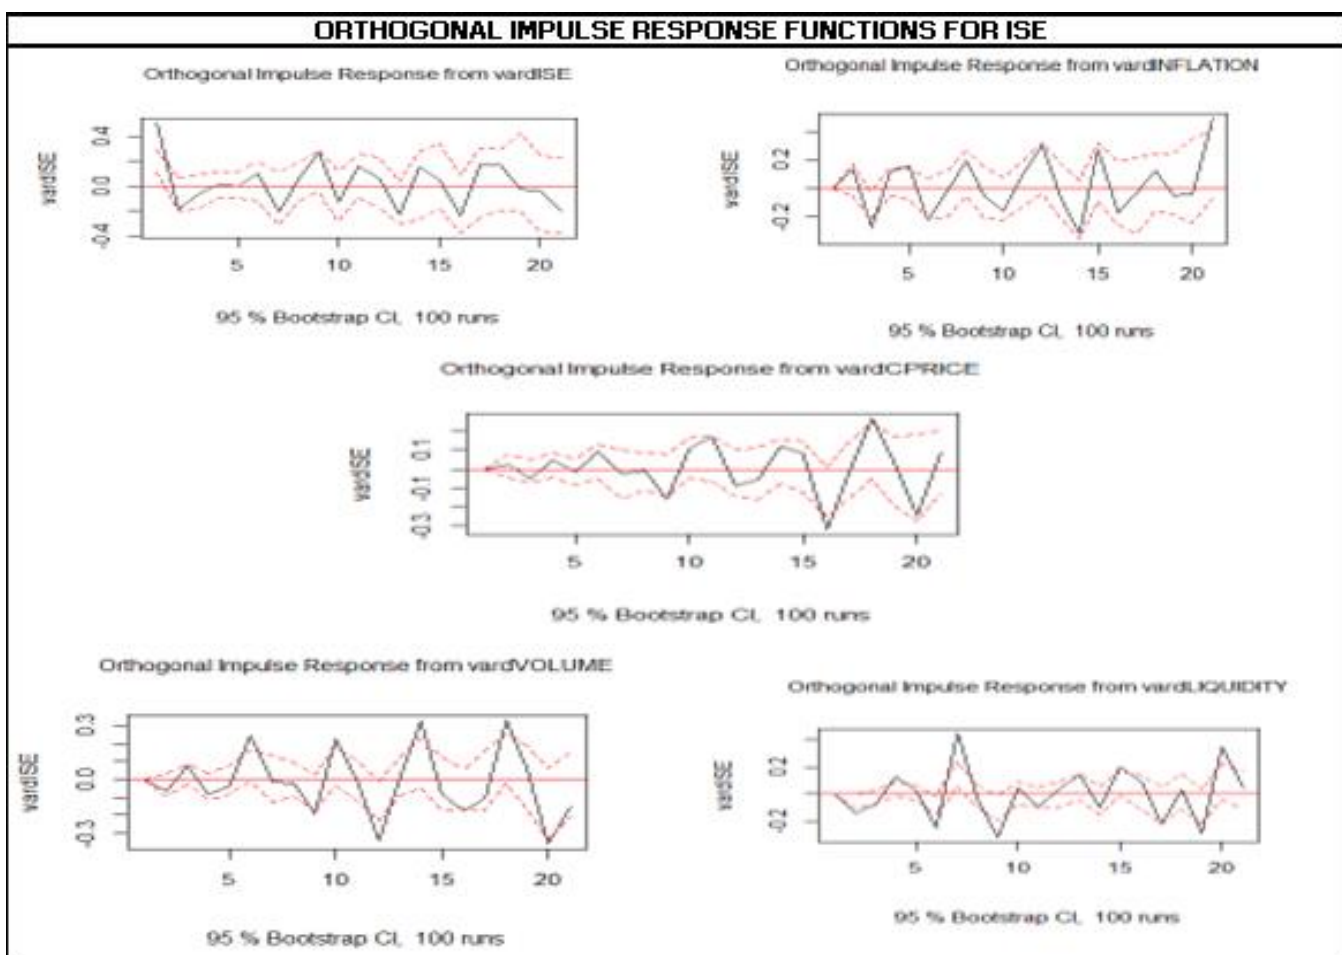 ORTHOGONAL IMPULSE RESPONSE FUNCTIONS FOR ISE
Orthogonal Impulse Response from vardISE
vardISE
0.4
0.0
-0.4
5 10 15 20
95 % Bootstrap CI, 100 runs
Orthogonal Impulse Response from vardINFLATION
vardISE
0.2
-0.2
5 10 15 20
95 % Bootstrap CI, 100 runs
Orthogonal Impulse Response from vardCPRICE
vardISE
0.1
-0.1
-0.3
5 10 15 20
95 % Bootstrap CI, 100 runs
Orthogonal Impulse Response from vardVOLUME
vardISE
0.3
0.0
-0.3
5 10 15 20
95 % Bootstrap CI, 100 runs
Orthogonal Impulse Response from vardLIQUIDITY
vardISE
0.2
-0.2
5 10 15 20
95 % Bootstrap CI, 100 runs